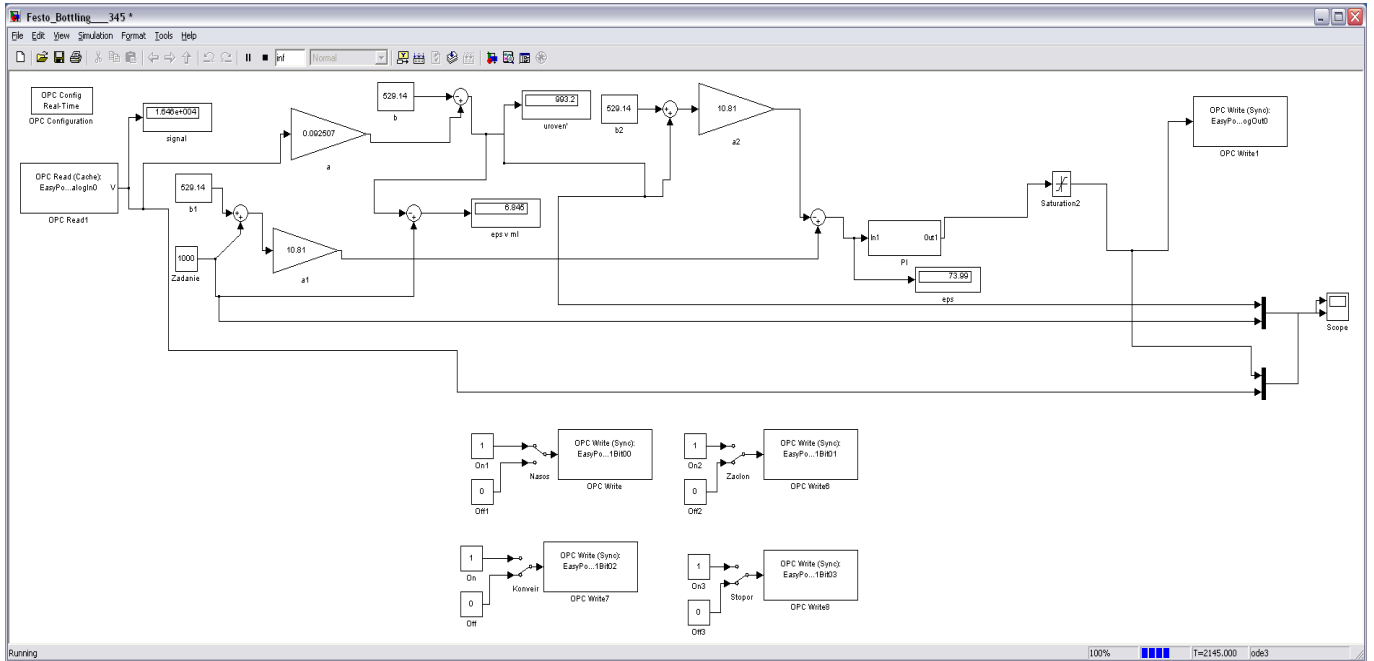 Festo_Bottling___345 *
File Edit View Simulation Format Tools Help
inf Normal
OPC Config
Real-Time
OPC Configuration
1.646e+004
signal
OPC Read (Cache):
EasyPo...alogIn0
V
OPC Read1
529.14
b1
1000
Zadanie
0.092507
a
10.81
a1
529.14
b
993.2
uroven'
6.846
eps v ml
529.14
b2
10.81
a2
In1 Out1
PI
73.99
eps
Saturation2
OPC Write (Sync):
EasyPo...ogOut0
OPC Write1
Scope
1
On1
0
Off1
Nasos
OPC Write (Sync):
EasyPo...1Bit00
OPC Write
1
On2
0
Off2
Zaclon
OPC Write (Sync):
EasyPo...1Bit01
OPC Write6
1
On
0
Off
Konveir
OPC Write (Sync):
EasyPo...1Bit02
OPC Write7
1
On3
0
Off3
Stopor
OPC Write (Sync):
EasyPo...1Bit03
OPC Write8
Running 100% T=2145.000 ode3